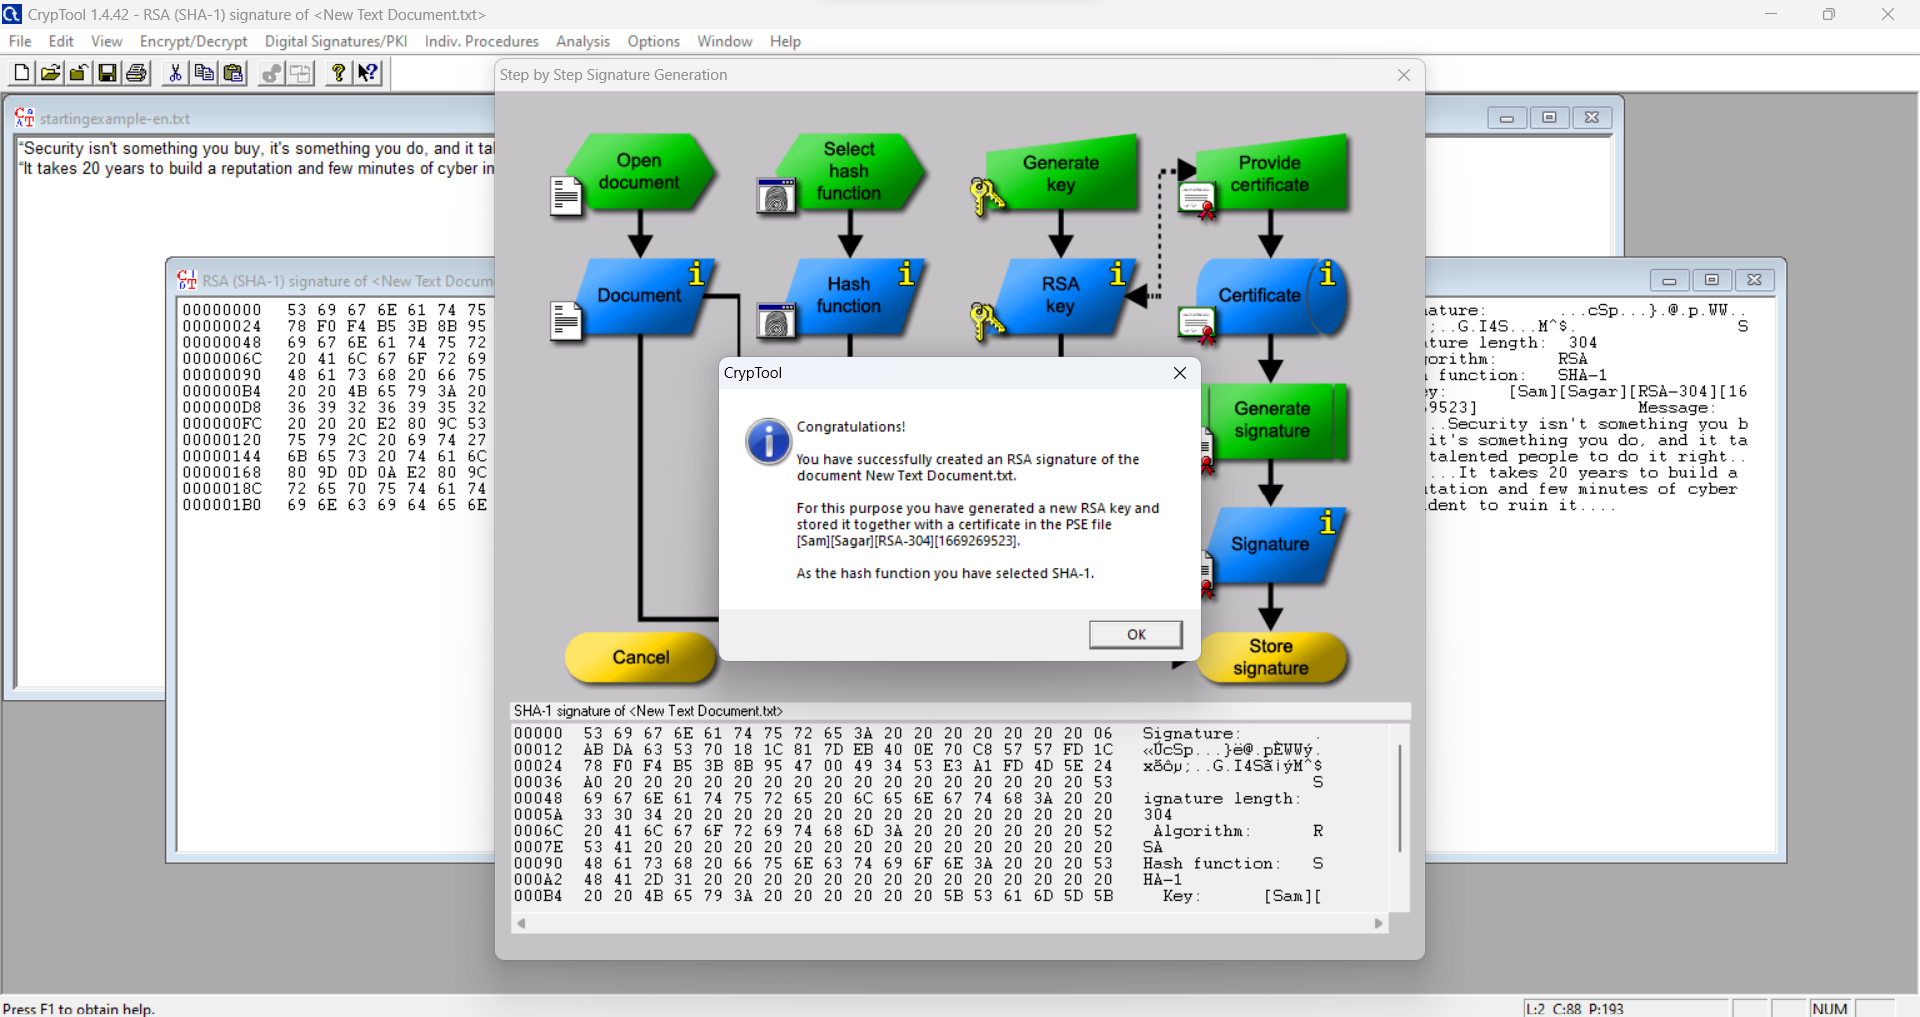 CrypTool 1.4.42 - RSA (SHA-1) signature of <New Text Document.txt>
File Edit View Encrypt/Decrypt Digital Signatures/PKI Indiv. Procedures Analysis Options Window Help
Step by Step Signature Generation
startingexample-en.txt
"Security isn't something you buy, it's something you do, and it tal
"It takes 20 years to build a reputation and few minutes of cyber in
RSA (SHA-1) signature of <New Text Docum
00000000 53 69 67 6E 61 74 75
00000024 78 F0 F4 B5 3B 8B 95
00000048 69 67 6E 61 74 75 72
0000006C 20 41 6C 67 6F 72 69
00000090 48 61 73 68 20 66 75
000000B4 20 20 4B 65 79 3A 20
000000D8 36 39 32 36 39 35 32
000000FC 20 20 20 E2 80 9C 53
00000120 75 79 2C 20 69 74 27
00000144 6B 65 73 20 74 61 6C
00000168 80 9D 0D 0A E2 80 9C
0000018C 72 65 70 75 74 61 74
000001B0 69 6E 63 69 64 65 6E
Open document
Select hash function
Generate key
Provide certificate
Document
Hash function
RSA key
Certificate
Generate signature
Signature
Cancel
Store signature
CrypTool
Congratulations!
You have successfully created an RSA signature of the
document New Text Document.txt.
For this purpose you have generated a new RSA key and
stored it together with a certificate in the PSE file
[Sam][Sagar][RSA-304][1669269523].
As the hash function you have selected SHA-1.
OK
ature: ...cSp...}.@.p.WW..
;..G.I4S...M^$. S
ture length: 304
orithm: RSA
function: SHA-1
y: [Sam][Sagar][RSA-304][16
9523] Message:
..Security isn't something you b
it's something you do, and it ta
talented people to do it right..
...It takes 20 years to build a
tation and few minutes of cyber
dent to ruin it....
SHA-1 signature of <New Text Document.txt>
00000 53 69 67 6E 61 74 75 72 65 3A 20 20 20 20 20 20 20 06 Signature: .
00012 AB DA 63 53 70 18 1C 81 7D EB 40 0E 70 C8 57 57 FD 1C «ÚcSp...}ë@.pÈWWý.
00024 78 F0 F4 B5 3B 8B 95 47 00 49 34 53 E3 A1 FD 4D 5E 24 xðôµ;..G.I4Sã¡ýM^$
00036 A0 20 20 20 20 20 20 20 20 20 20 20 20 20 20 20 20 53 S
00048 69 67 6E 61 74 75 72 65 20 6C 65 6E 67 74 68 3A 20 20 ignature length:
0005A 33 30 34 20 20 20 20 20 20 20 20 20 20 20 20 20 20 20 304
0006C 20 41 6C 67 6F 72 69 74 68 6D 3A 20 20 20 20 20 20 52 Algorithm: R
0007E 53 41 20 20 20 20 20 20 20 20 20 20 20 20 20 20 20 20 SA
00090 48 61 73 68 20 66 75 6E 63 74 69 6F 6E 3A 20 20 20 53 Hash function: S
000A2 48 41 2D 31 20 20 20 20 20 20 20 20 20 20 20 20 20 20 HA-1
000B4 20 20 4B 65 79 3A 20 20 20 20 20 20 5B 53 61 6D 5D 5B Key: [Sam][
Press F1 to obtain help.
L:2 C:88 P:193
NUM